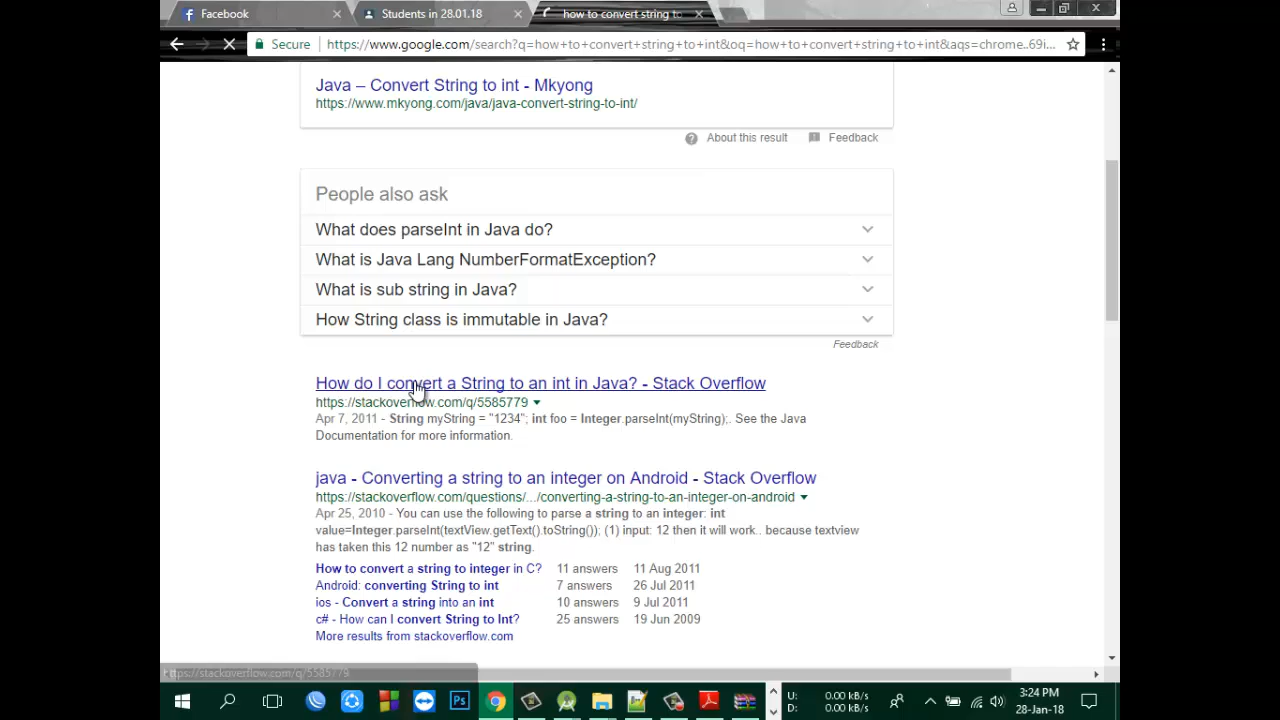 Facebook
Students in 28.01.18
how to convert string to
Secure
https://www.google.com/search?q=how+to+convert+string+to+int&oq=how+to+convert+string+to+int&aqs=chrome..69i...
Java – Convert String to int - Mkyong
https://www.mkyong.com/java/java-convert-string-to-int/
About this result
Feedback
People also ask
What does parseInt in Java do?
What is Java Lang NumberFormatException?
What is sub string in Java?
How String class is immutable in Java?
Feedback
How do I convert a String to an int in Java? - Stack Overflow
https://stackoverflow.com/q/5585779
Apr 7, 2011 - String myString = "1234"; int foo = Integer.parseInt(myString);. See the Java
Documentation for more information.
java - Converting a string to an integer on Android - Stack Overflow
https://stackoverflow.com/questions/.../converting-a-string-to-an-integer-on-android
Apr 25, 2010 - You can use the following to parse a string to an integer: int
value=Integer.parseInt(textView.getText().toString()); (1) input: 12 then it will work.. because textview
has taken this 12 number as "12" string.
How to convert a string to integer in C? 11 answers 11 Aug 2011
Android: converting String to int 7 answers 26 Jul 2011
ios - Convert a string into an int 10 answers 9 Jul 2011
c# - How can I convert String to Int? 25 answers 19 Jun 2009
More results from stackoverflow.com
https://stackoverflow.com/q/5585779
Ps
U: 0.00 kB/s
D: 0.00 kB/s
3:24 PM
28-Jan-18